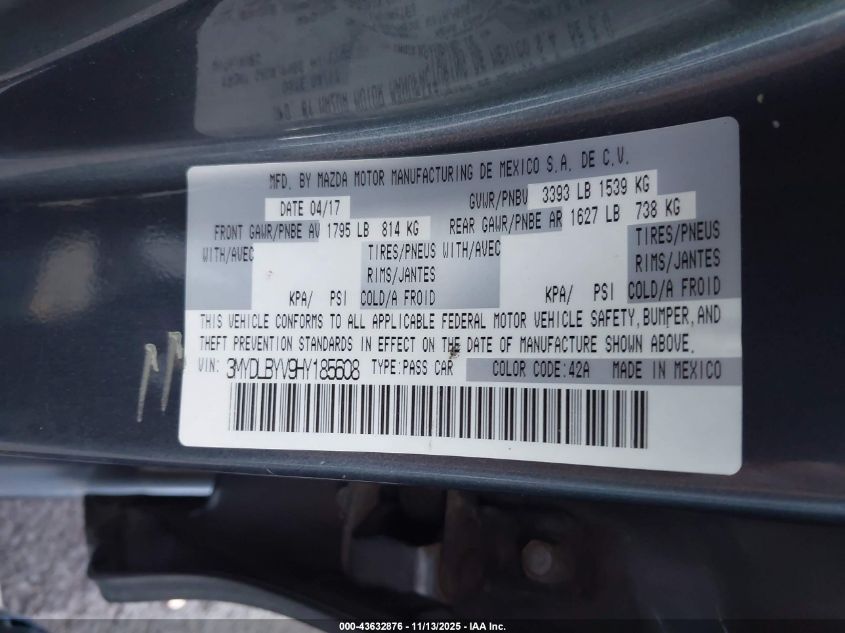 MFD. BY MAZDA MOTOR MANUFACTURING DE MEXICO S.A. DE C.V.
DATE 04/17 GVWR/PNBV 3393 LB 1539 KG
FRONT GAWR/PNBE AV 1795 LB 814 KG REAR GAWR/PNBE AR 1627 LB 738 KG
WITH/AVEC TIRES/PNEUS WITH/AVEC TIRES/PNEUS
RIMS/JANTES RIMS/JANTES
KPA/ PSI COLD/A FROID KPA/ PSI COLD/A FROID
THIS VEHICLE CONFORMS TO ALL APPLICABLE FEDERAL MOTOR VEHICLE SAFETY, BUMPER, AND
THEFT PREVENTION STANDARDS IN EFFECT ON THE DATE OF MANUFACTURE SHOWN ABOVE.
VIN: 3MYDLBYV9HY185608 TYPE:PASS CAR COLOR CODE:42A MADE IN MEXICO
000-43632876 - 11/13/2025 - IAA Inc.